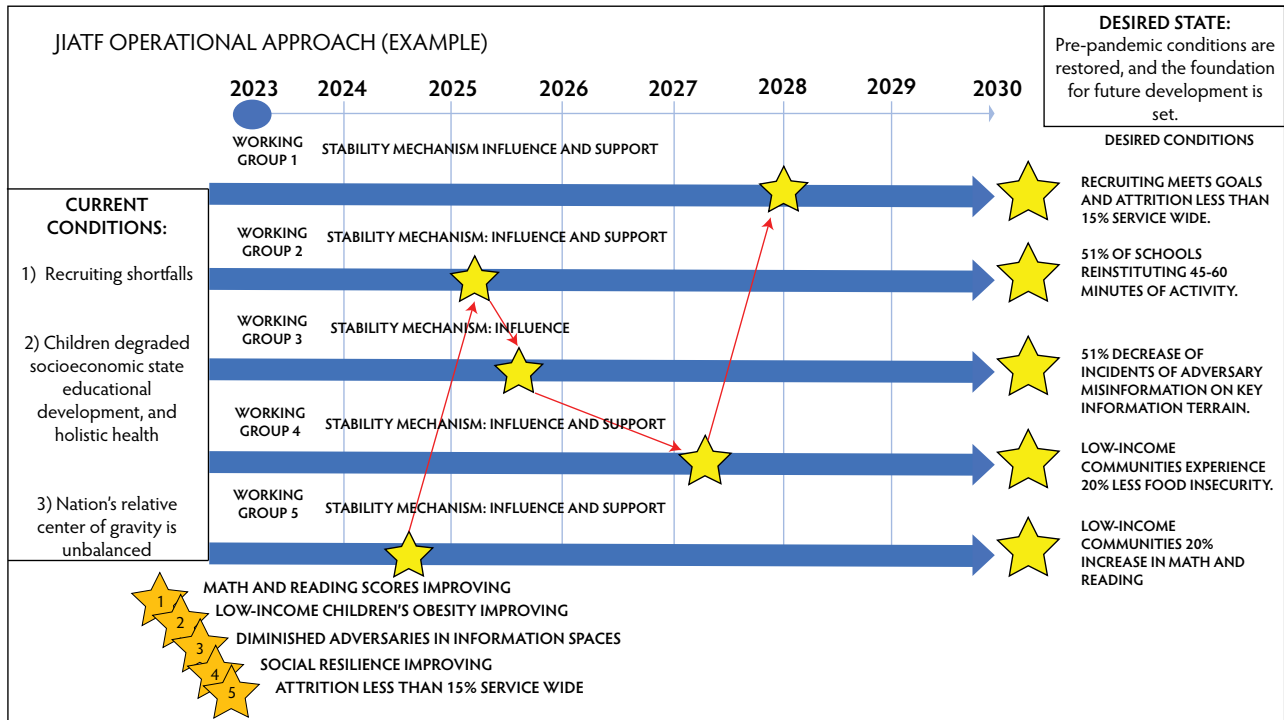 JIATF OPERATIONAL APPROACH (EXAMPLE)
DESIRED STATE:
Pre-pandemic conditions are
restored, and the foundation
for future development is
set.
2023 2024 2025 2026 2027 2028 2029 2030
DESIRED CONDITIONS
WORKING
GROUP 1
STABILITY MECHANISM INFLUENCE AND SUPPORT
RECRUITING MEETS GOALS
AND ATTRITION LESS THAN
15% SERVICE WIDE.
CURRENT
CONDITIONS:
1) Recruiting shortfalls
2) Children degraded
socioeconomic state
educational
development, and
holistic health
3) Nation's relative
center of gravity is
unbalanced
WORKING
GROUP 2
STABILITY MECHANISM: INFLUENCE AND SUPPORT
51% OF SCHOOLS
REINSTITUTING 45-60
MINUTES OF ACTIVITY.
WORKING
GROUP 3
STABILITY MECHANISM: INFLUENCE
51% DECREASE OF
INCIDENTS OF ADVERSARY
MISINFORMATION ON KEY
INFORMATION TERRAIN.
WORKING
GROUP 4
STABILITY MECHANISM: INFLUENCE AND SUPPORT
LOW-INCOME
COMMUNITIES EXPERIENCE
20% LESS FOOD INSECURITY.
WORKING
GROUP 5
STABILITY MECHANISM: INFLUENCE AND SUPPORT
LOW-INCOME
COMMUNITIES 20%
INCREASE IN MATH AND
READING
1 MATH AND READING SCORES IMPROVING
2 LOW-INCOME CHILDREN'S OBESITY IMPROVING
3 DIMINISHED ADVERSARIES IN INFORMATION SPACES
4 SOCIAL RESILIENCE IMPROVING
5 ATTRITION LESS THAN 15% SERVICE WIDE